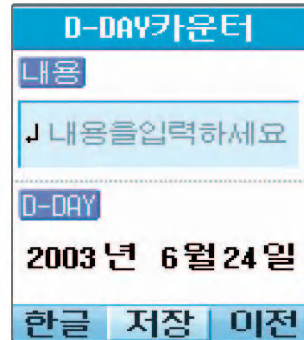 D-DAY카운터
내용
내용을입력하세요
D-DAY
2003년 6월24일
한글 저장 이전